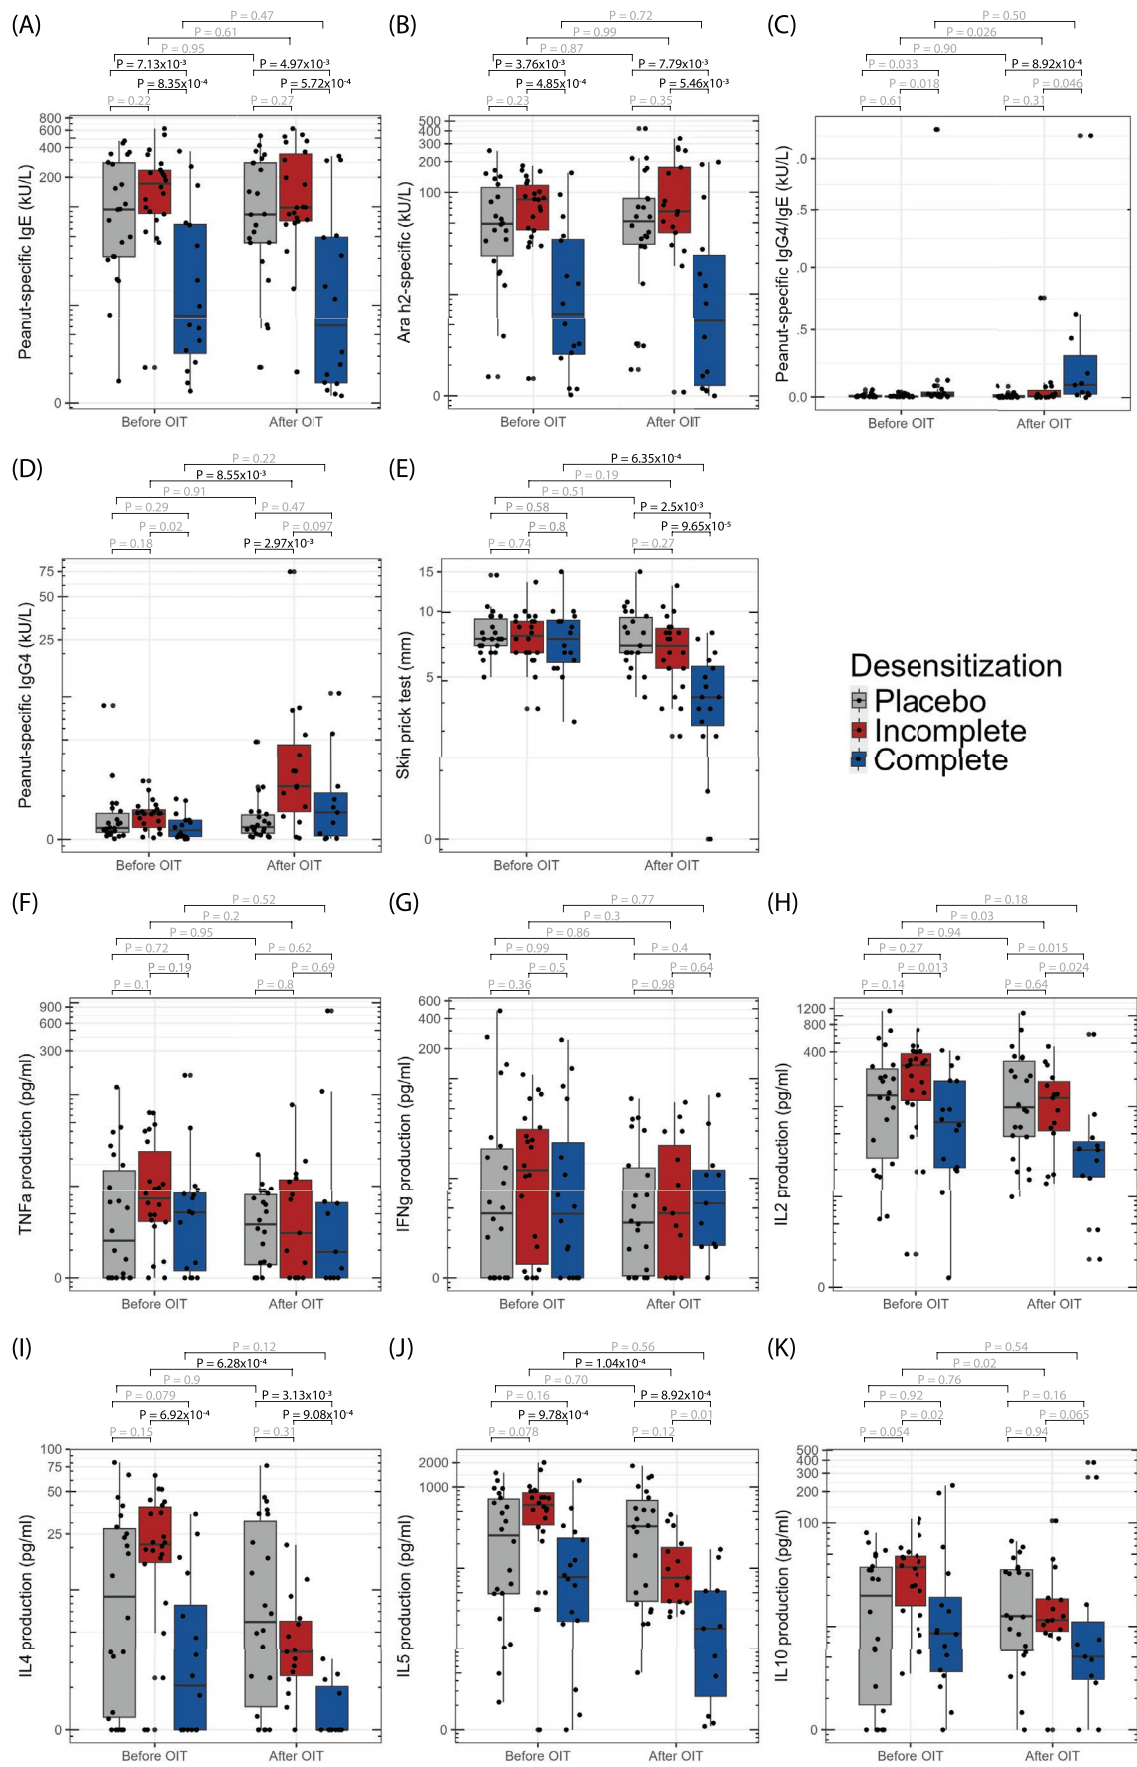 (A)
P = 0.47
P = 0.61
P = 0.95
P = 7.13x10-3
P = 4.97x10-3
P = 8.35x10-4
P = 5.72x10-4
P = 0.22
P = 0.27
Peanut-specific IgE (kU/L)
800
600
400
200
0
Before OIT
After OIT
(B)
P = 0.72
P = 0.99
P = 0.87
P = 3.76x10-3
P = 7.79x10-3
P = 4.85x10-4
P = 5.46x10-3
P = 0.23
P = 0.35
Ara h2-specific (kU/L)
500
400
300
200
100
0
Before OIT
After OIT
(C)
P = 0.50
P = 0.026
P = 0.90
P = 0.033
P = 8.92x10-4
P = 0.018
P = 0.046
P = 0.61
P = 0.31
Peanut-specific IgG4/IgE (kU/L)
.0
.5
.0
.5
0.0
Before OIT
After OIT
(D)
P = 0.22
P = 8.55x10-3
P = 0.91
P = 0.29
P = 0.47
P = 0.02
P = 0.097
P = 0.18
P = 2.97x10-3
Peanut-specific IgG4 (kU/L)
75
50
25
0
Before OIT
After OIT
(E)
P = 6.35x10-4
P = 0.19
P = 0.51
P = 0.58
P = 2.5x10-3
P = 0.8
P = 9.65x10-5
P = 0.74
P = 0.27
Skin prick test (mm)
15
10
5
0
Before OIT
After OIT
Desensitization
Placebo
Incomplete
Complete
(F)
P = 0.52
P = 0.2
P = 0.95
P = 0.72
P = 0.62
P = 0.19
P = 0.69
P = 0.1
P = 0.8
TNFa production (pg/ml)
900
600
300
0
Before OIT
After OIT
(G)
P = 0.77
P = 0.3
P = 0.86
P = 0.99
P = 0.4
P = 0.5
P = 0.64
P = 0.36
P = 0.98
IFNg production (pg/ml)
600
400
200
0
Before OIT
After OIT
(H)
P = 0.18
P = 0.03
P = 0.94
P = 0.27
P = 0.015
P = 0.013
P = 0.024
P = 0.14
P = 0.64
IL2 production (pg/ml)
1200
800
400
0
Before OIT
After OIT
(I)
P = 0.12
P = 6.28x10-4
P = 0.9
P = 0.079
P = 3.13x10-3
P = 6.92x10-4
P = 9.08x10-4
P = 0.15
P = 0.31
IL4 production (pg/ml)
100
75
50
25
0
Before OIT
After OIT
(J)
P = 0.56
P = 1.04x10-4
P = 0.70
P = 0.16
P = 8.92x10-4
P = 9.78x10-4
P = 0.01
P = 0.078
P = 0.12
IL5 production (pg/ml)
2000
1000
0
Before OIT
After OIT
(K)
P = 0.54
P = 0.02
P = 0.76
P = 0.92
P = 0.16
P = 0.02
P = 0.065
P = 0.054
P = 0.94
IL10 production (pg/ml)
500
400
300
200
100
0
Before OIT
After OIT